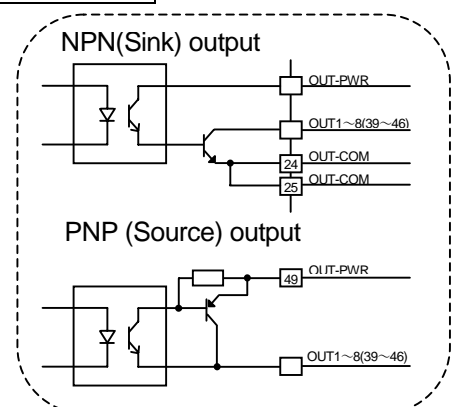 NPN(Sink) output
OUT-PWR
OUT1～8(39～46)
24 OUT-COM
25 OUT-COM
PNP (Source) output
49 OUT-PWR
OUT1～8(39～46)